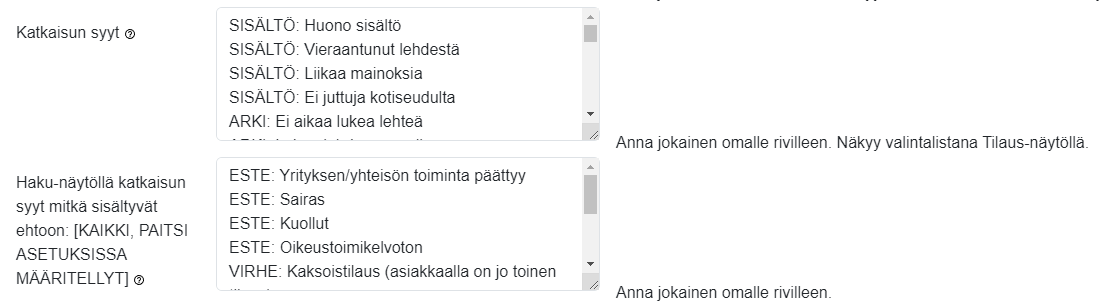 Katkaisun syyt
SISÄLTÖ: Huono sisältö
SISÄLTÖ: Vieraantunut lehdestä
SISÄLTÖ: Liikaa mainoksia
SISÄLTÖ: Ei juttuja kotiseudulta
ARKI: Ei aikaa lukea lehteä
Anna jokainen omalle rivilleen. Näkyy valintalistana Tilaus-näytöllä.
Haku-näytöllä katkaisun
syyt mitkä sisältyvät
ehtoon: [KAIKKI, PAITSI
ASETUKSISSA
MÄÄRITELLYT]
ESTE: Yrityksen/yhteisön toiminta päättyy
ESTE: Sairas
ESTE: Kuollut
ESTE: Oikeustoimikelvoton
VIRHE: Kaksoistilaus (asiakkaalla on jo toinen
Anna jokainen omalle rivilleen.